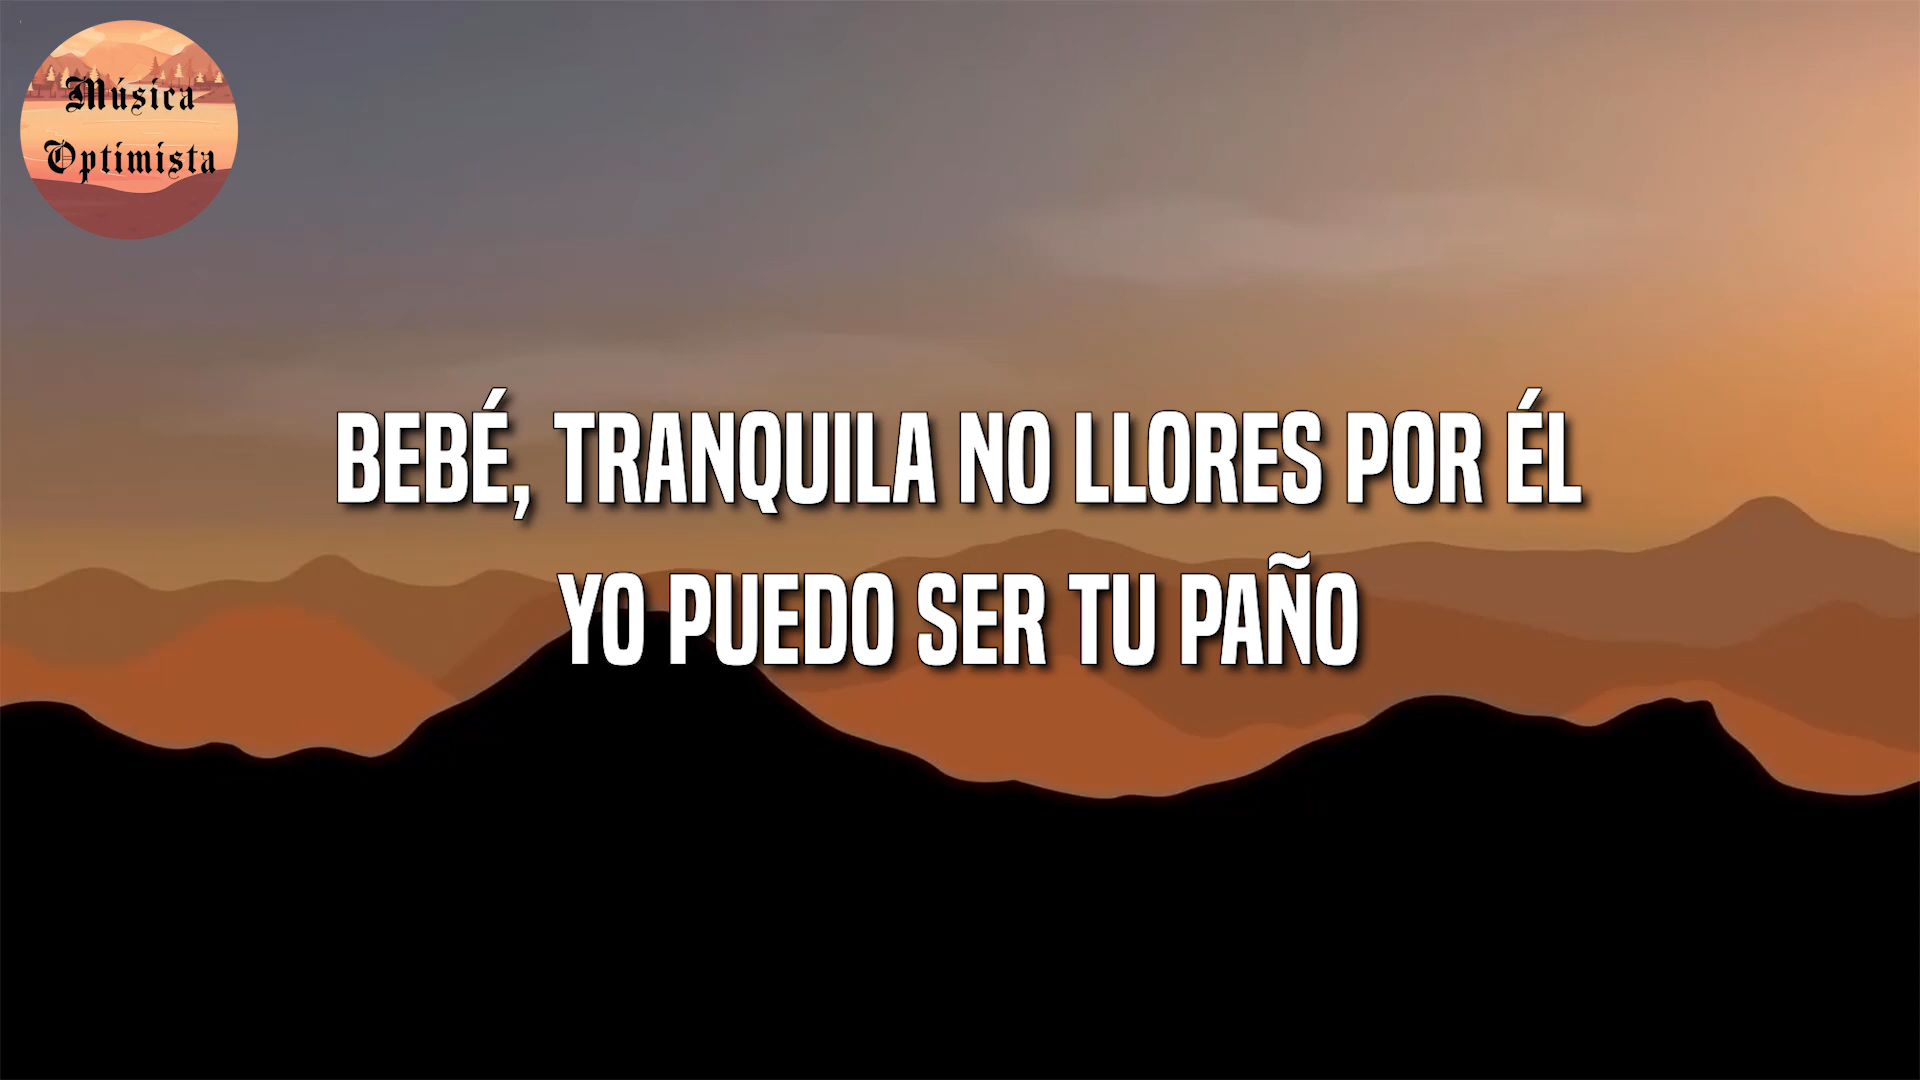 Música
Optimista
BEBÉ, TRANQUILA NO LLORES POR ÉL
YO PUEDO SER TU PAÑO